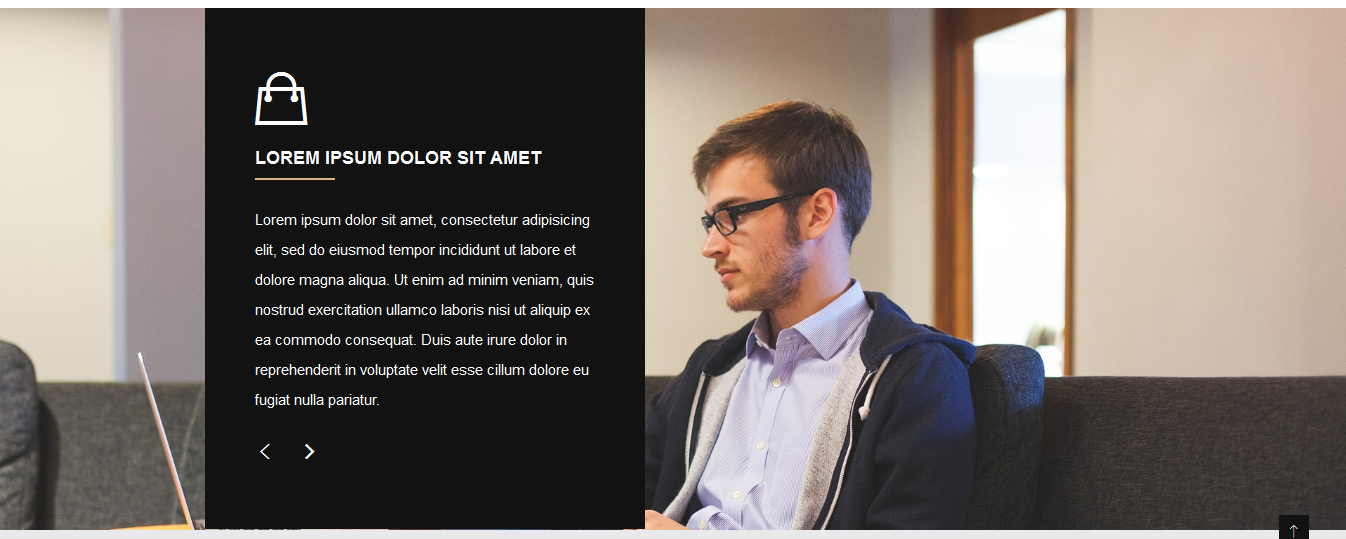 LOREM IPSUM DOLOR SIT AMET
Lorem ipsum dolor sit amet, consectetur adipisicing
elit, sed do eiusmod tempor incididunt ut labore et
dolore magna aliqua. Ut enim ad minim veniam, quis
nostrud exercitation ullamco laboris nisi ut aliquip ex
ea commodo consequat. Duis aute irure dolor in
reprehenderit in voluptate velit esse cillum dolore eu
fugiat nulla pariatur.